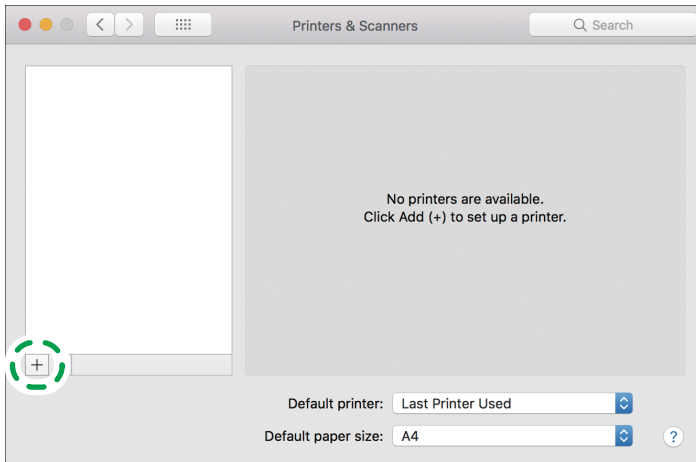 Printers & Scanners
Search
No printers are available.
Click Add (+) to set up a printer.
+
Default printer: Last Printer Used
Default paper size: A4
?